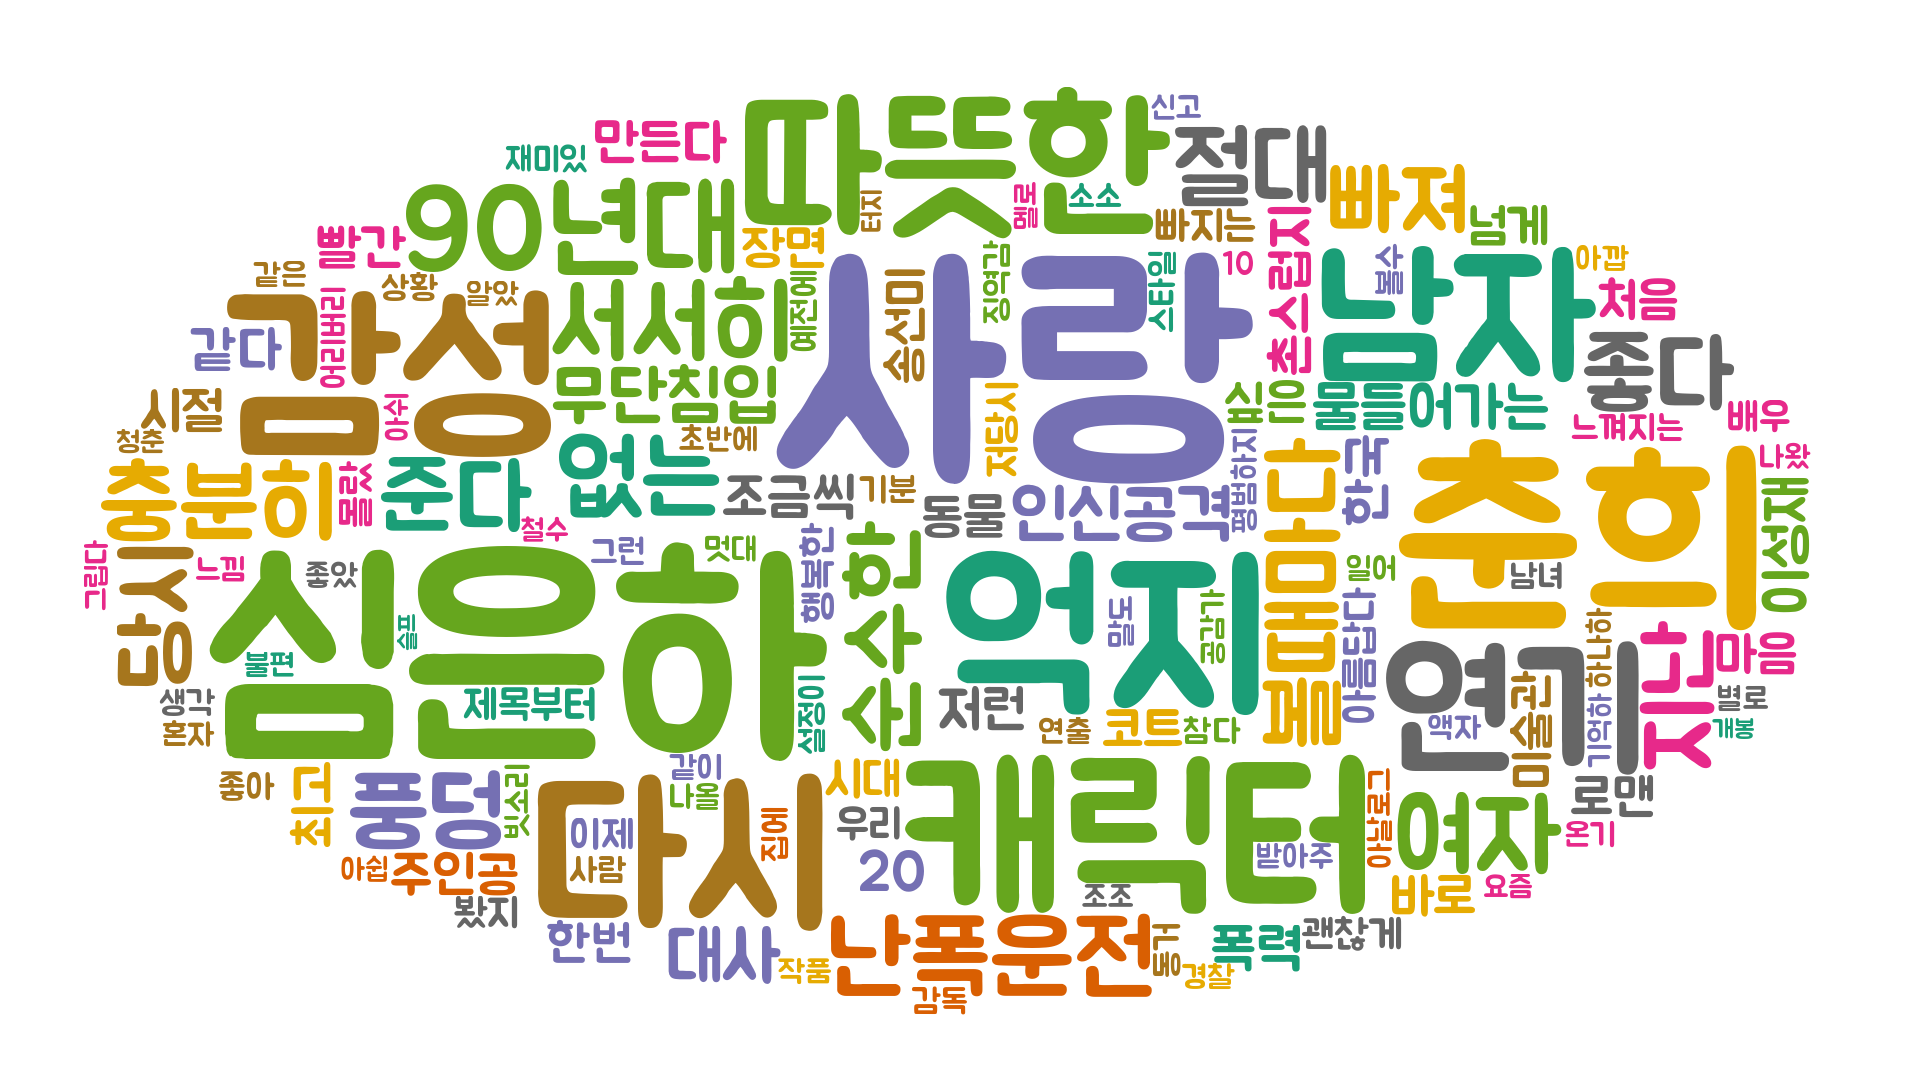 신고
따뜻한
절대
만든다
재미있
빠져
90년대
터지
멜로
소소
빠지는
넘게
빨간
장면
촌스럽지
아깝
같은
상황
알았
감성
서서히
예전에
송선미
사랑
징역감
스타일
10
남자
볼수
처음
같다
어리버리
무단침입
좋다
시절
아쉬
저당시
싶은
물들어가는
느껴지는
배우
청춘
초반에
없는
준다
충분히
몰랐
조금씩
기분
동물
인신공격
평범하지
볼때마다
한국
춘희
나왔
이성재
철수
그런
멋대
그립다
당시
느낌
좋았
심은하
행복한
순수한
억지
말도
공감가
일어
남녀
아름답다
하나하
지난
마음
슬프
불편
연기
생각
혼자
제목부터
설정이
저런
연출
코트
참다
액자
미술관
기억하
별로
개봉
좋아
최고
풍덩
빗소리
같이
나올
다시
이제
사람
집에
시대
우리
20
캐릭터
아날로그
받아주
여자
로맨
온기
아쉽
주인공
봤지
조조
바로
요즘
한번
대사
작품
난폭운전
동거
폭력
괜찮게
경찰
감독